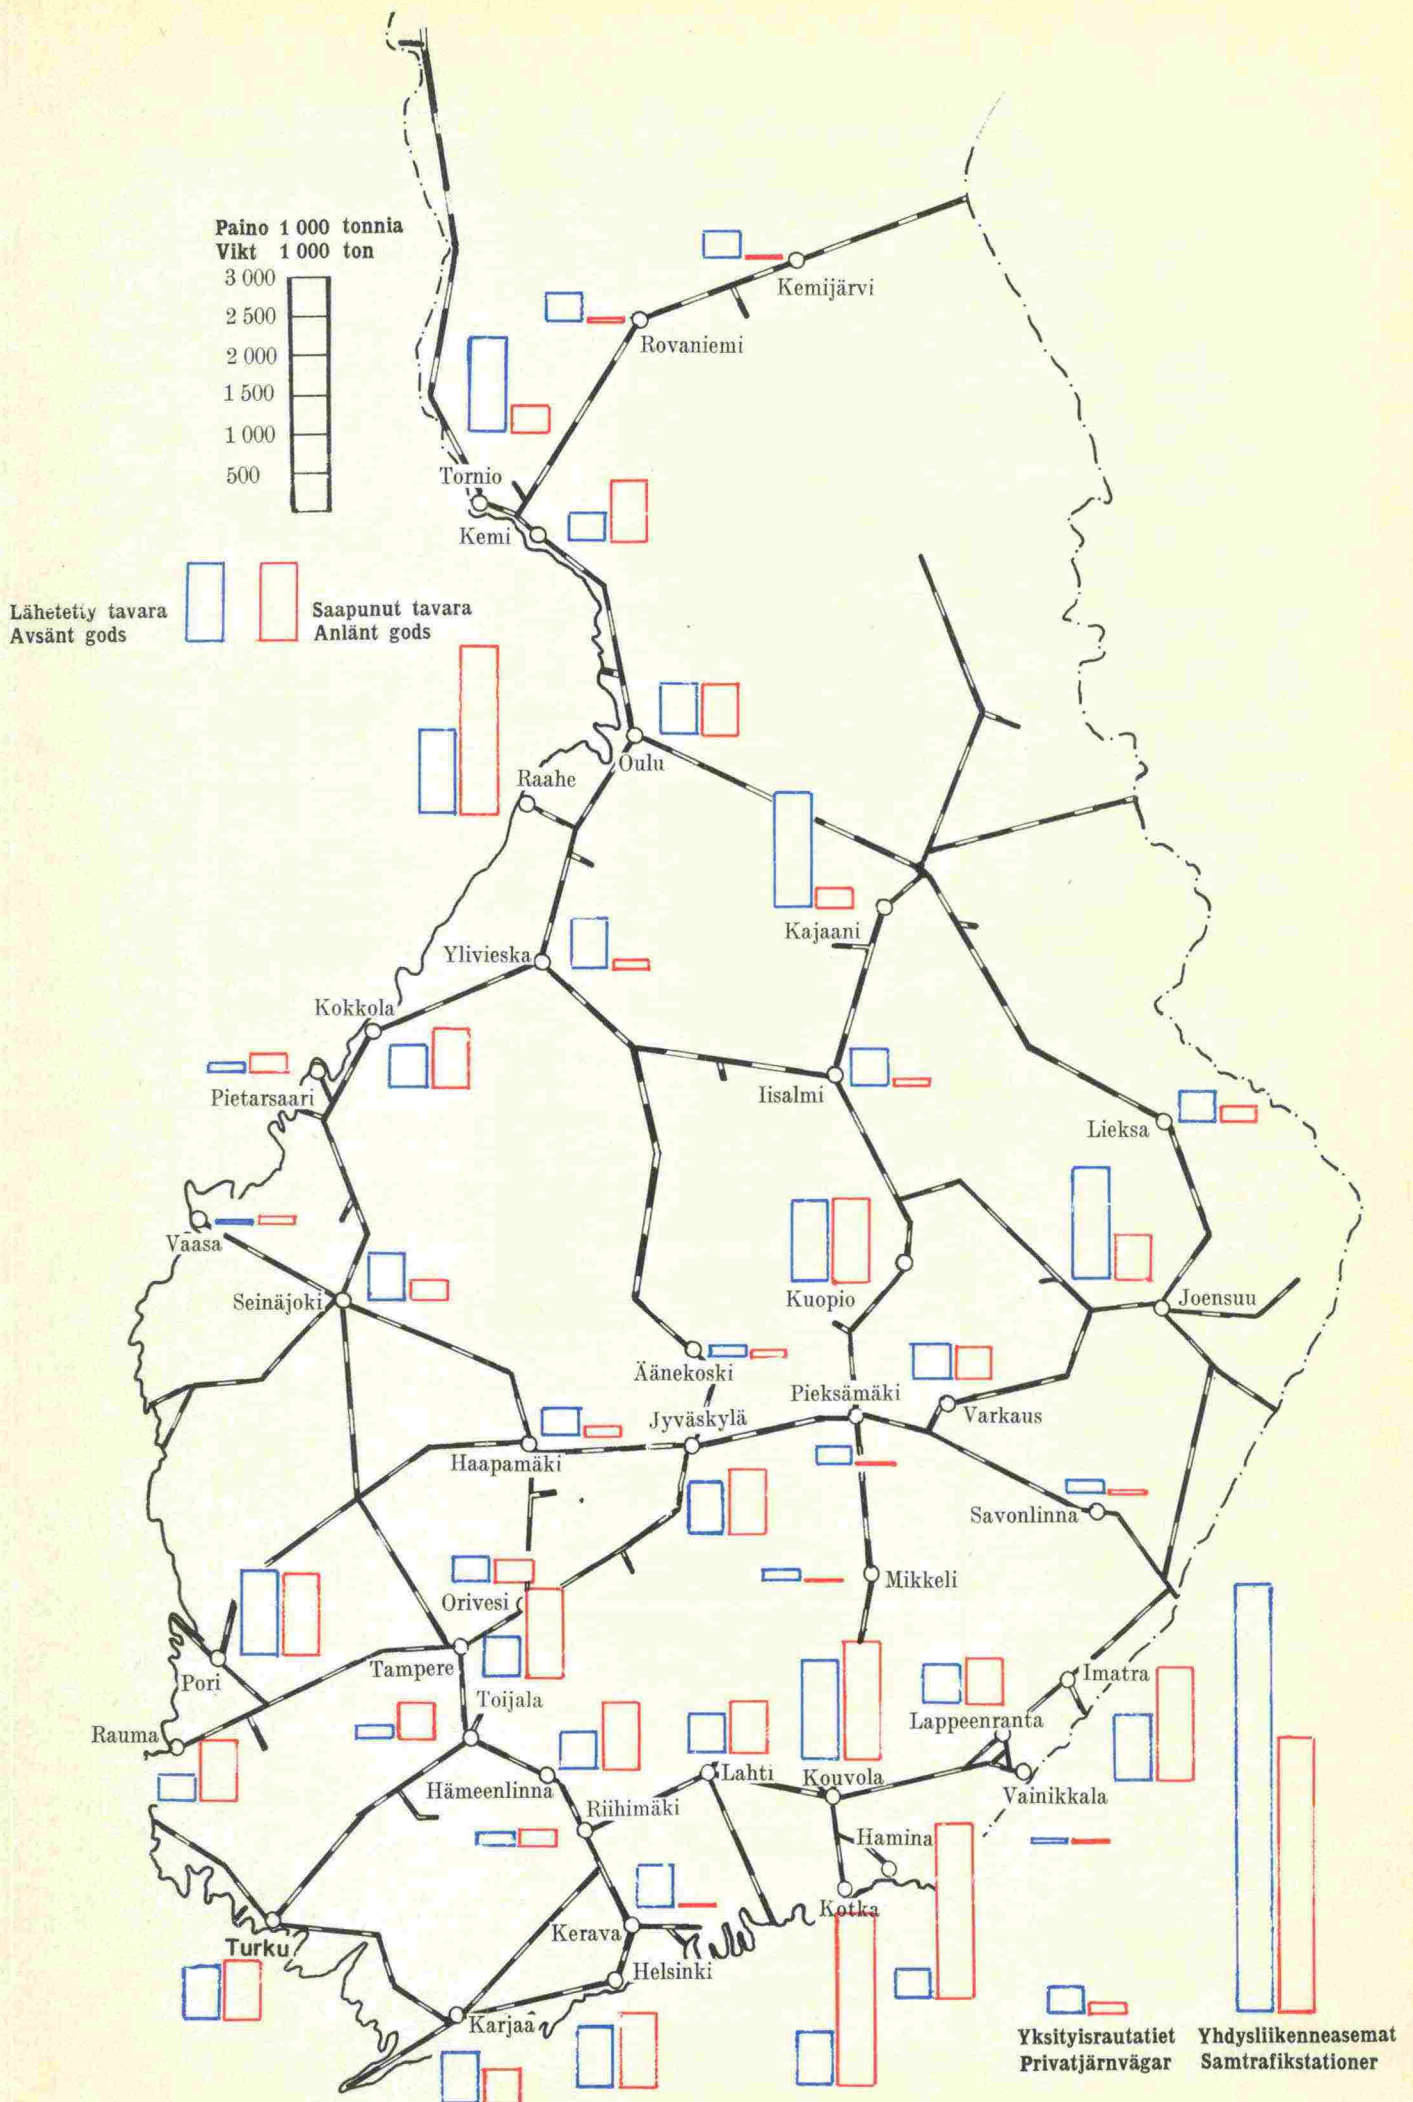 Paino 1 000 tonnia
Vikt 1 000 ton
3 000
2 500
2 000
1 500
1 000
500
Lähetetty tavara
Avsänt gods
Saapunut tavara
Anlänt gods
Kemijärvi
Rovaniemi
Tornio
Kemi
Oulu
Raahe
Kajaani
Ylivieska
Kokkola
Pietarsaari
Iisalmi
Lieksa
Vaasa
Seinäjoki
Kuopio
Joensuu
Äänekoski
Pieksämäki
Varkaus
Jyväskylä
Haapamäki
Savonlinna
Mikkeli
Orivesi
Pori
Tampere
Imatra
Toijala
Lappeenranta
Rauma
Hämeenlinna
Lahti
Kouvola
Vainikkala
Riihimäki
Hamina
Kotka
Turku
Kerava
Helsinki
Karjaa
Yksityisrautatiet
Privatjärnvägar
Yhdysliikenneasemat
Samtrafikstationer